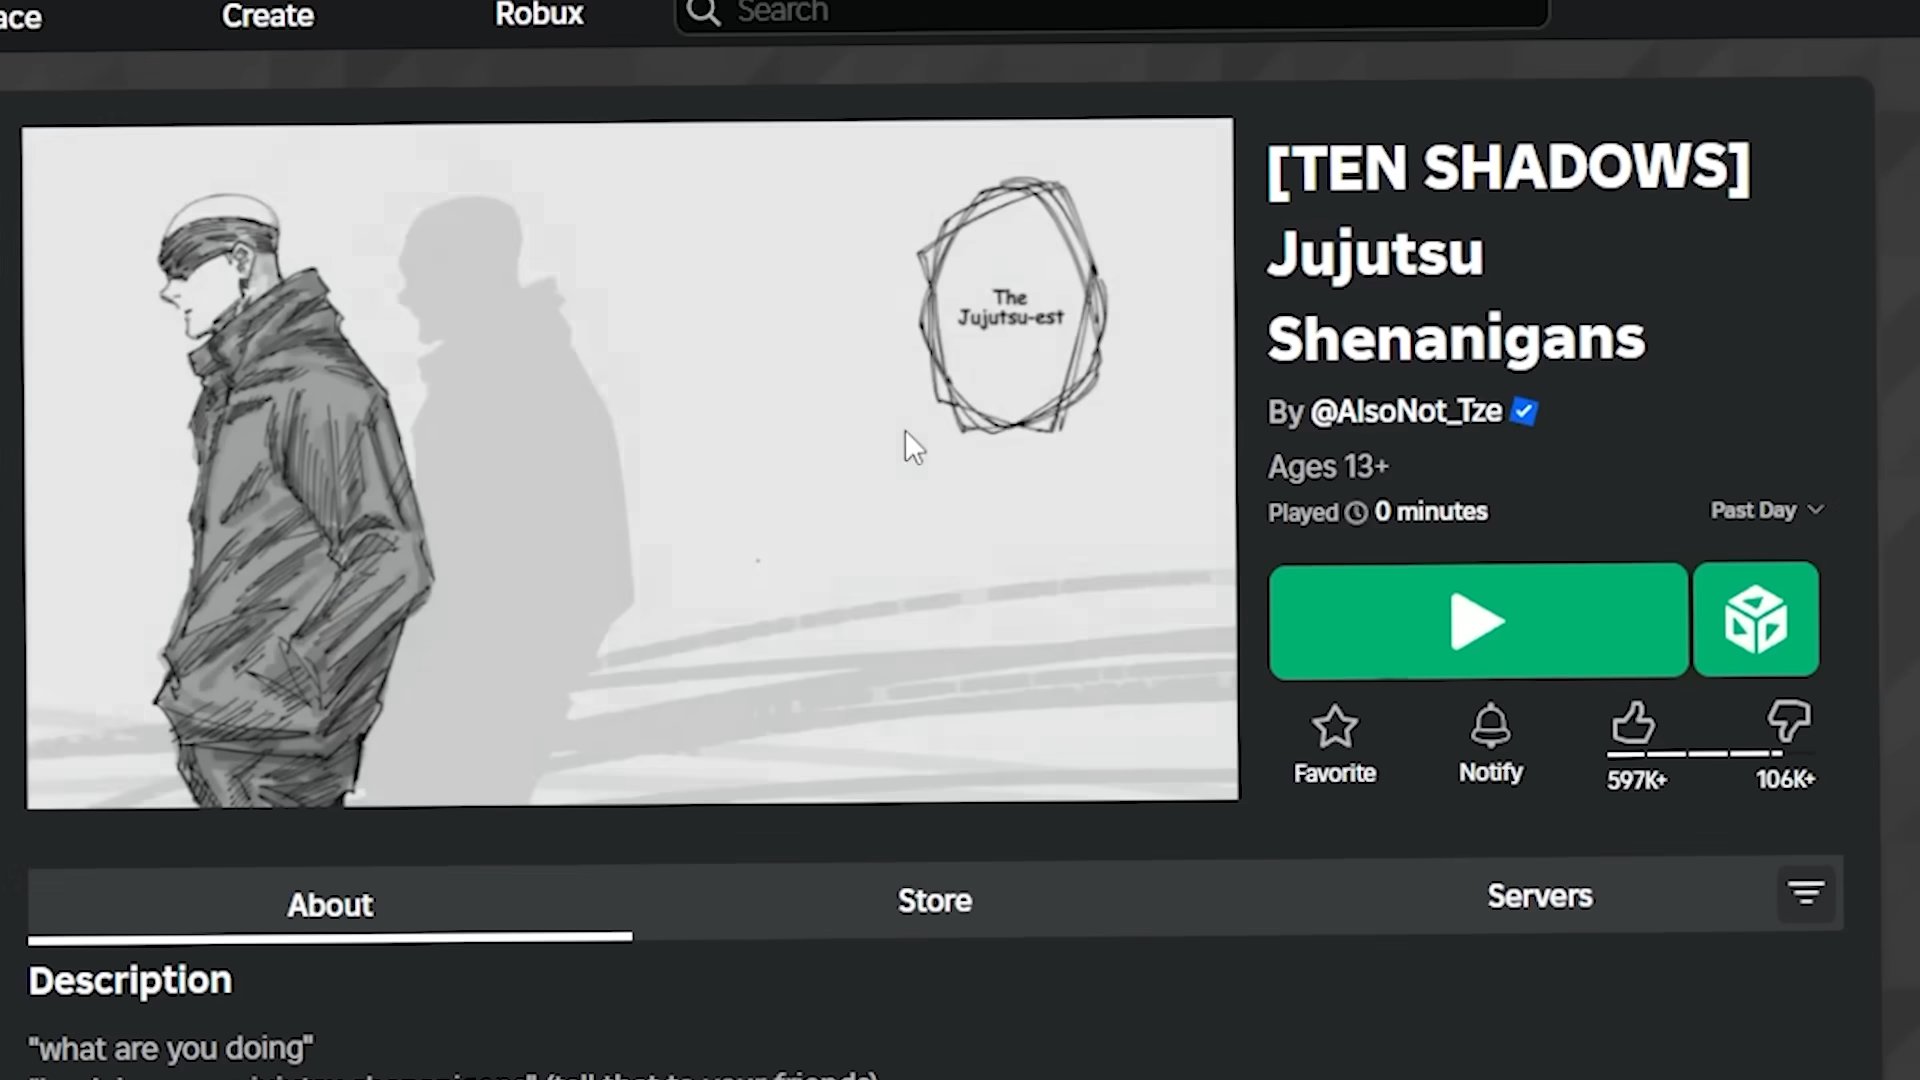 Create
Robux
Search
The
Jujutsu-est
[TEN SHADOWS]
Jujutsu
Shenanigans
By @AlsoNot_Tze
Ages 13+
Played 0 minutes
Past Day
Favorite
Notify
597K+
106K+
About
Store
Servers
Description
"what are you doing"